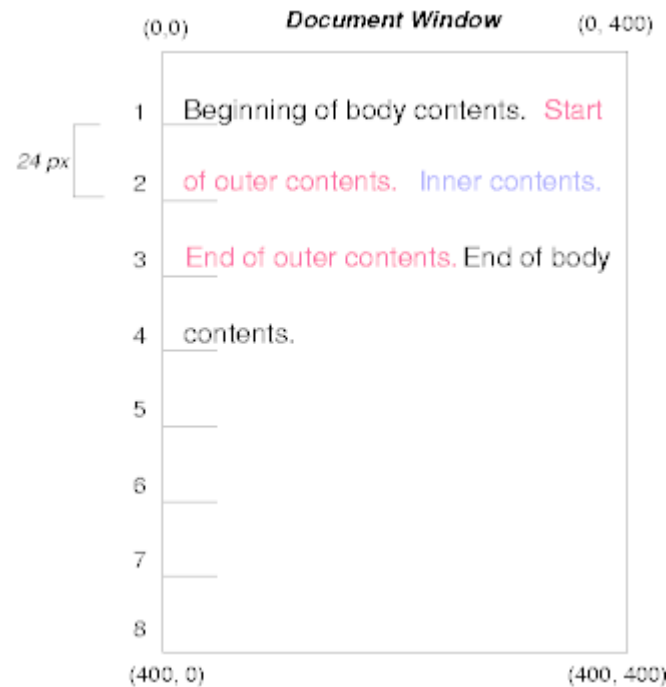 Document Window
(0,0) (0, 400)
1 Beginning of body contents. Start
24 px
2 of outer contents. Inner contents.
3 End of outer contents. End of body
4 contents.
5
6
7
8
(400, 0) (400, 400)